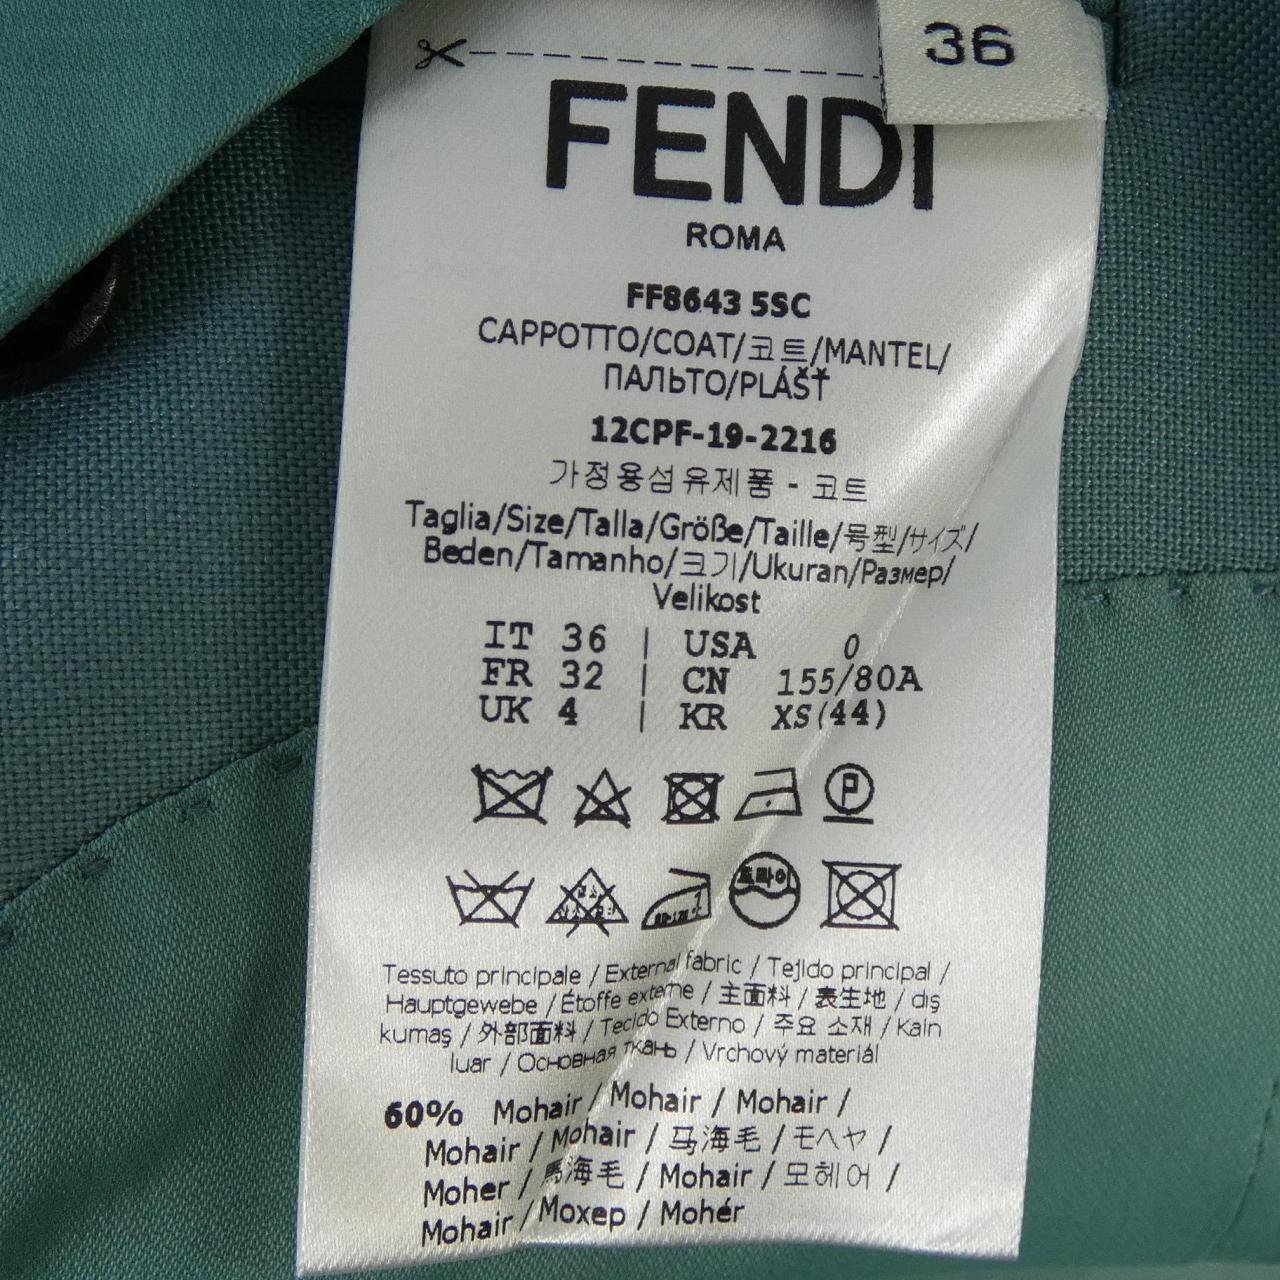 36
FENDI
ROMA
FF8643 5SC
CAPPOTTO/COAT/코트/MANTEL/
ПАЛЬТО/PLÁŠŤ
12CPF-19-2216
가정용섬유제품 - 코트
Taglia/Size/Talla/Größe/Taille/号型/サイズ/
Beden/Tamanho/크기/Ukuran/Размер/
Velikost
IT 36 | USA 0
FR 32 | CN 155/80A
UK 4 | KR XS(44)
P
드라이
Tessuto principale / External fabric / Tejido principal /
Hauptgewebe / Étoffe externe / 主面料 / 表生地 / dış
kumaş / 外部面料 / Tecido Externo / 주요 소재 / Kain
luar / Основная ткань / Vrchový materiál
60% Mohair / Mohair / Mohair /
Mohair / Mohair / 马海毛 / モヘヤ /
Moher / 馬海毛 / Mohair / 모헤어 /
Mohair / Мохер / Mohér